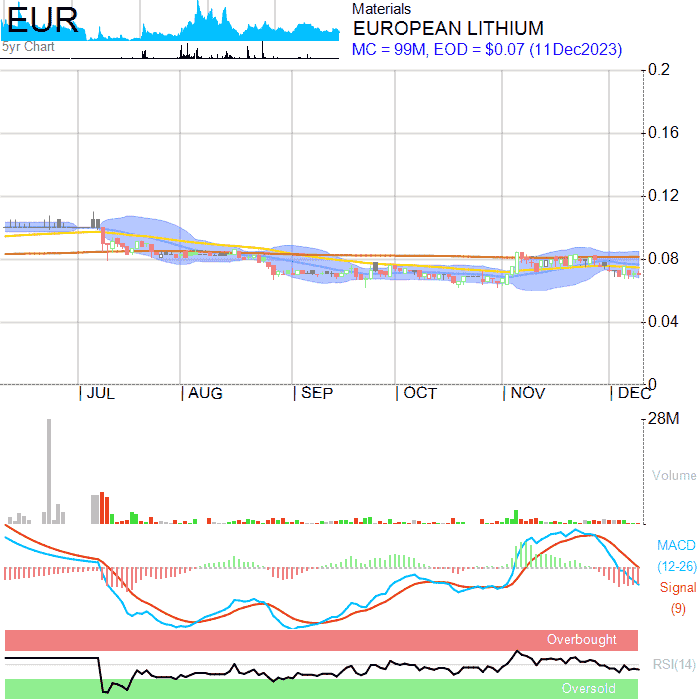 EUR
5yr Chart
Materials
EUROPEAN LITHIUM
MC = 99M, EOD = $0.07 (11Dec2023)
0.2
0.16
0.12
0.08
0.04
0
JUL
AUG
SEP
OCT
NOV
DEC
28M
Volume
MACD
(12-26)
Signal
(9)
Overbought
RSI(14)
Oversold